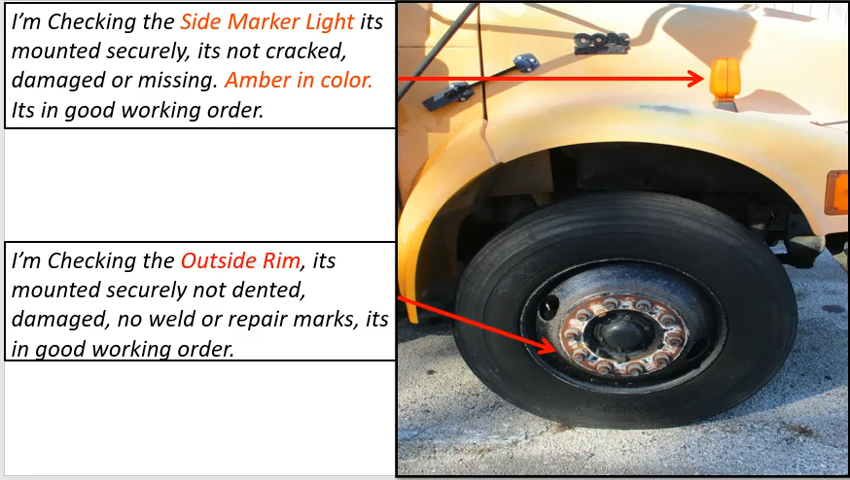 I'm Checking the Side Marker Light its
mounted securely, its not cracked,
damaged or missing. Amber in color.
Its in good working order.
I'm Checking the Outside Rim, its
mounted securely not dented,
damaged, no weld or repair marks, its
in good working order.